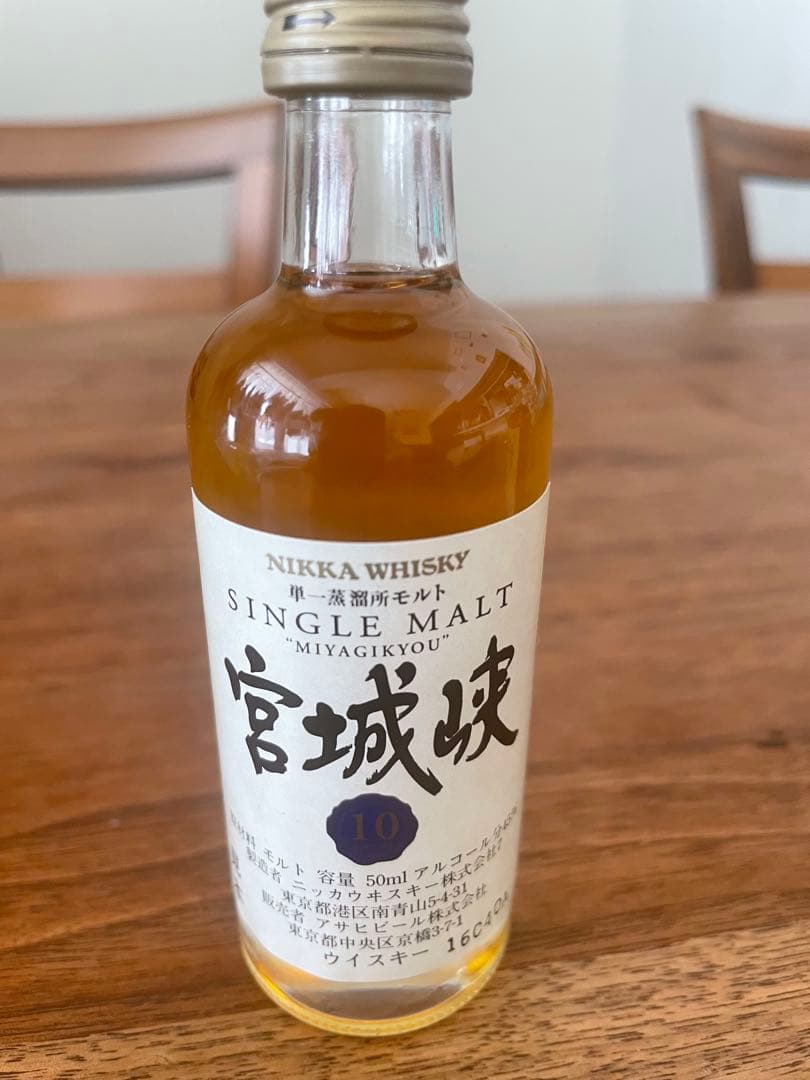 NIKKA WHISKY
単一蒸溜所モルト
SINGLE MALT
"MIYAGIKYOU"
宮城峡
10
原材料 モルト 容量 50ml アルコール分45%
製造者 ニッカウヰスキー株式会社7
東京都港区南青山5-4-31
販売者 アサヒビール株式会社
東京都中央区京橋3-7-1
ウイスキー 16C40A